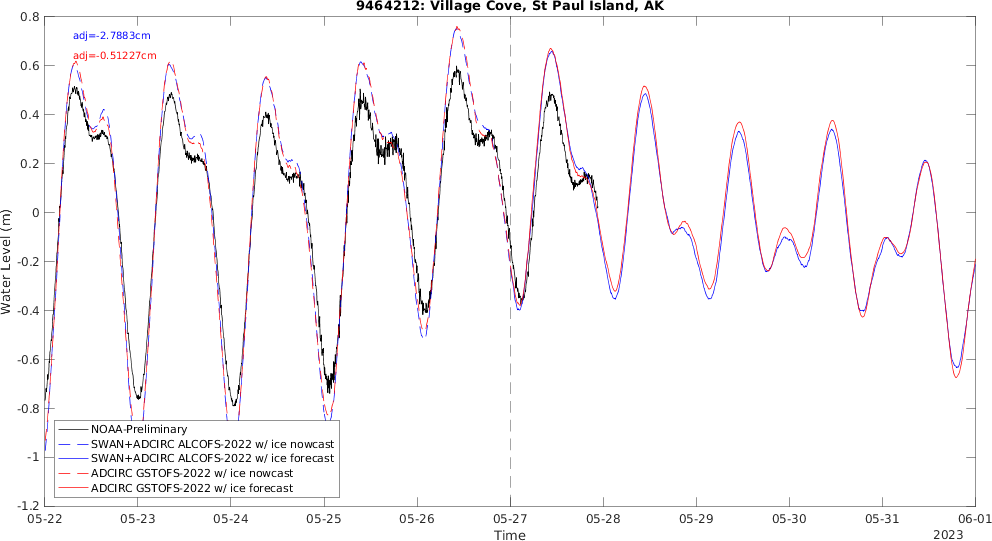 9464212: Village Cove, St Paul Island, AK
adj=-2.7883cm
adj=-0.51227cm
0.8
0.6
0.4
0.2
0
-0.2
-0.4
-0.6
-0.8
-1
-1.2
Water Level (m)
NOAA-Preliminary
SWAN+ADCIRC ALCOFS-2022 w/ ice nowcast
SWAN+ADCIRC ALCOFS-2022 w/ ice forecast
ADCIRC GSTOFS-2022 w/ ice nowcast
ADCIRC GSTOFS-2022 w/ ice forecast
05-22 05-23 05-24 05-25 05-26 05-27 05-28 05-29 05-30 05-31 06-01
Time
2023